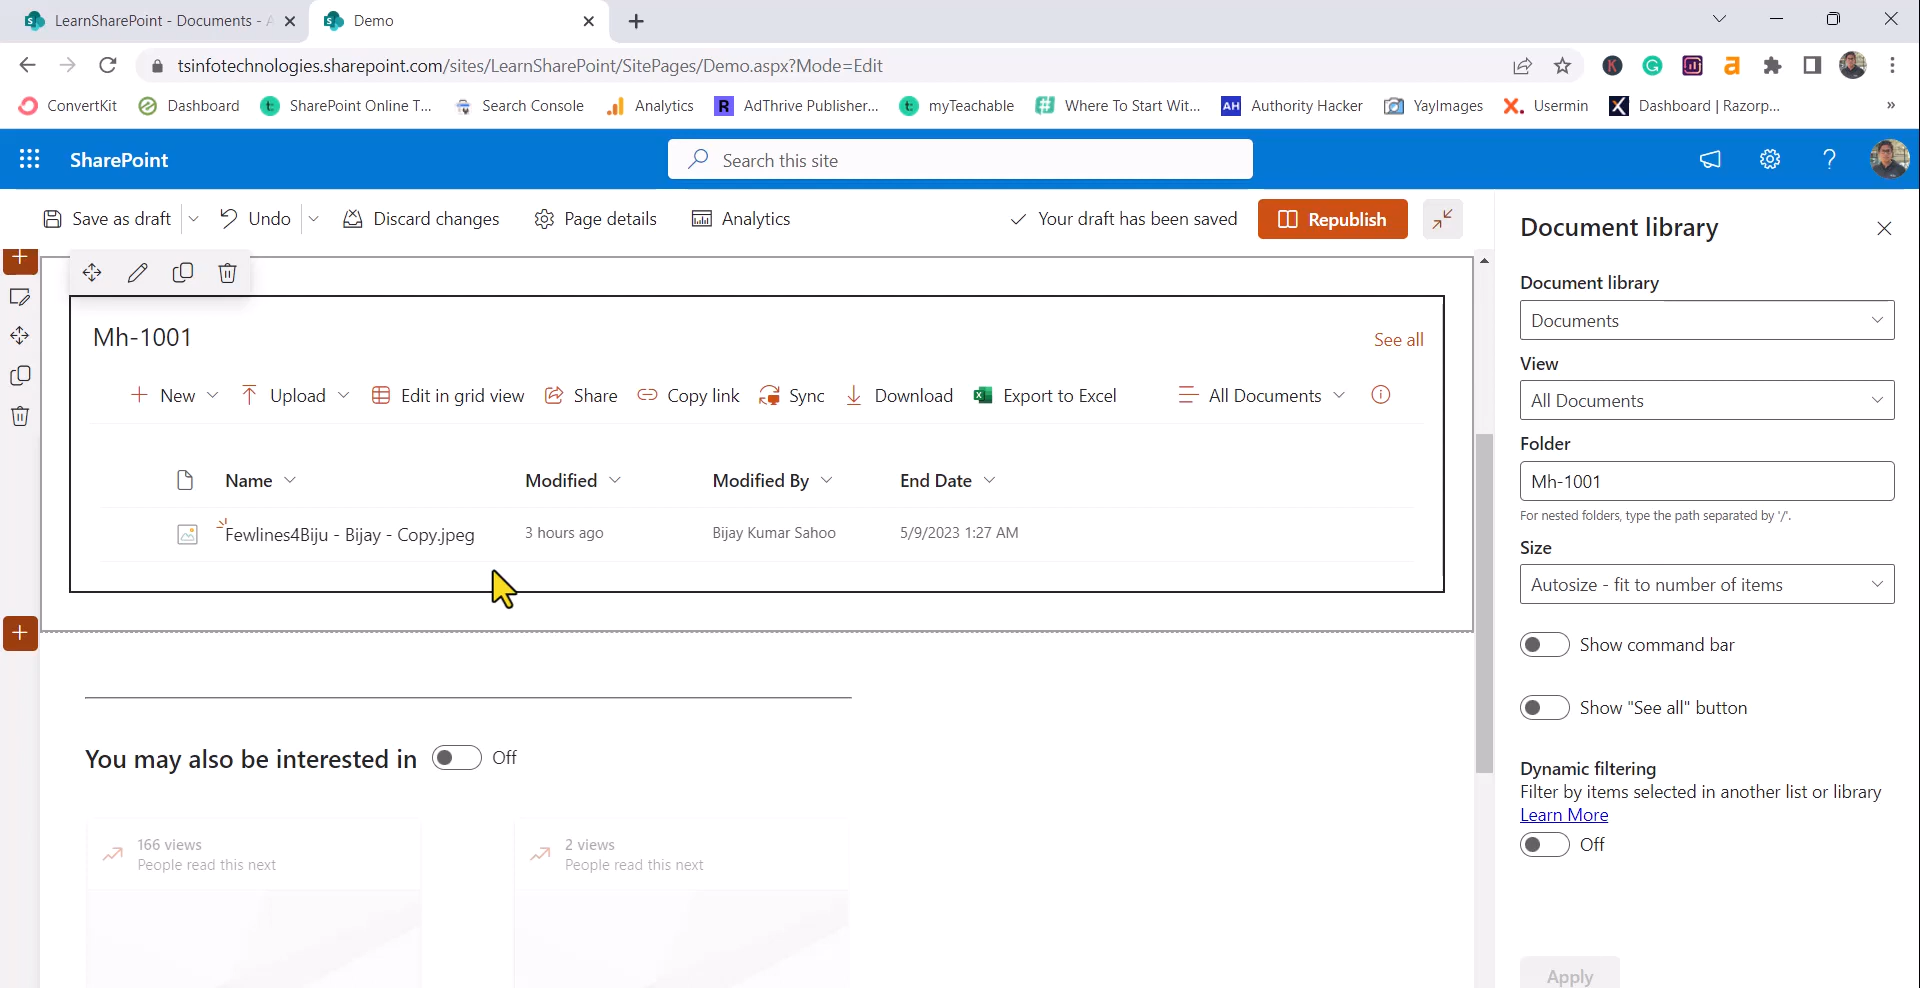 LearnSharePoint - Documents - A
Demo
tsinfotechnologies.sharepoint.com/sites/LearnSharePoint/SitePages/Demo.aspx?Mode=Edit
ConvertKit
Dashboard
SharePoint Online T...
Search Console
Analytics
AdThrive Publisher...
myTeachable
Where To Start Wit...
AH Authority Hacker
YayImages
Usermin
Dashboard | Razorp...
SharePoint
Search this site
Save as draft
Undo
Discard changes
Page details
Analytics
Your draft has been saved
Republish
Mh-1001
See all
New
Upload
Edit in grid view
Share
Copy link
Sync
Download
Export to Excel
All Documents
Name
Modified
Modified By
End Date
Fewlines4Biju - Bijay - Copy.jpeg
3 hours ago
Bijay Kumar Sahoo
5/9/2023 1:27 AM
You may also be interested in
Off
166 views
People read this next
2 views
People read this next
Document library
Document library
Documents
View
All Documents
Folder
Mh-1001
For nested folders, type the path separated by '/'.
Size
Autosize - fit to number of items
Show command bar
Show "See all" button
Dynamic filtering
Filter by items selected in another list or library
Learn More
Off
Apply